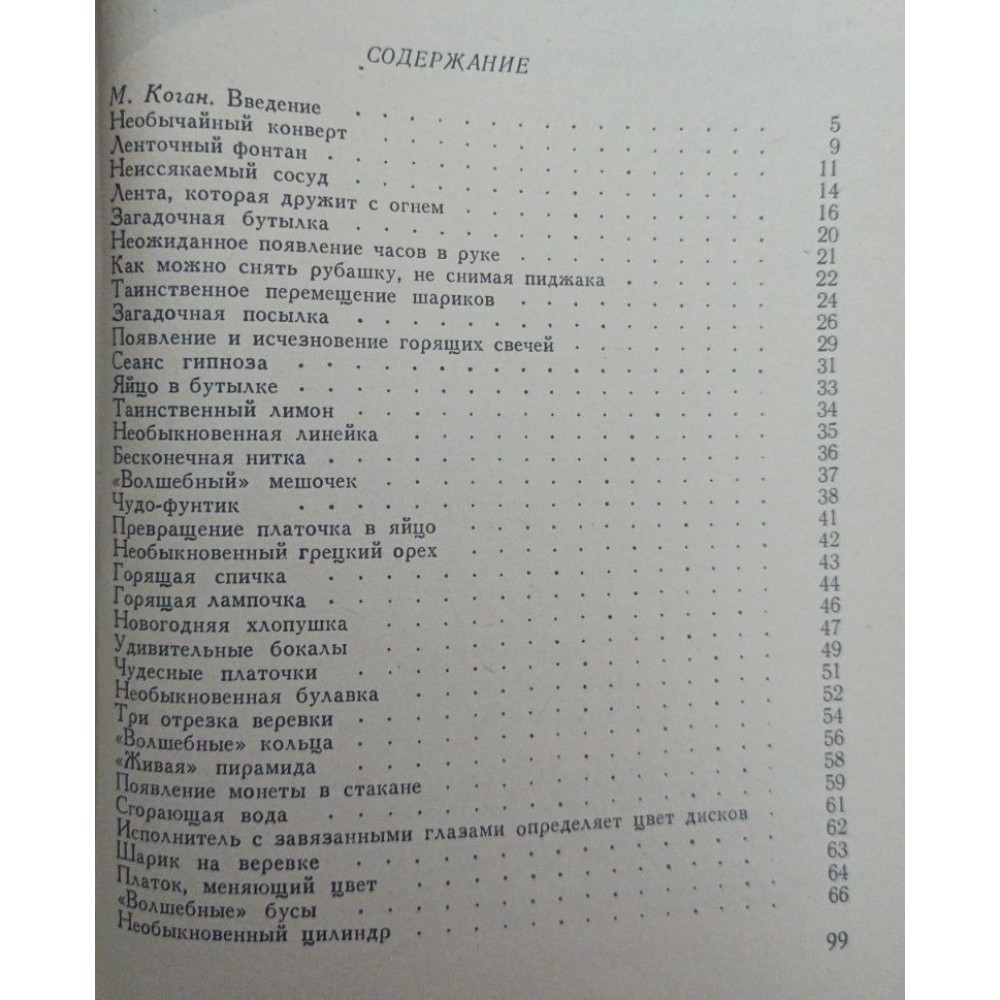 СОДЕРЖАНИЕ
М. Коган. Введение . . . . . 5
Необычайный конверт . . . . . 9
Ленточный фонтан . . . . . 11
Неиссякаемый сосуд . . . . . 14
Лента, которая дружит с огнем . . . . . 16
Загадочная бутылка . . . . . 20
Неожиданное появление часов в руке . . . . . 21
Как можно снять рубашку, не снимая пиджака . . . . . 22
Таинственное перемещение шариков . . . . . 24
Загадочная посылка . . . . . 26
Появление и исчезновение горящих свечей . . . . . 29
Сеанс гипноза . . . . . 31
Яйцо в бутылке . . . . . 33
Таинственный лимон . . . . . 34
Необыкновенная линейка . . . . . 35
Бесконечная нитка . . . . . 36
«Волшебный» мешочек . . . . . 37
Чудо-фунтик . . . . . 38
Превращение платочка в яйцо . . . . . 41
Необыкновенный грецкий орех . . . . . 42
Горящая спичка . . . . . 43
Горящая лампочка . . . . . 44
Новогодняя хлопушка . . . . . 46
Удивительные бокалы . . . . . 47
Чудесные платочки . . . . . 49
Необыкновенная булавка . . . . . 51
Три отрезка веревки . . . . . 52
«Волшебные» кольца . . . . . 54
«Живая» пирамида . . . . . 56
Появление монеты в стакане . . . . . 58
Сгорающая вода . . . . . 59
Исполнитель с завязанными глазами определяет цвет дисков . 61
Шарик на веревке . . . . . 62
Платок, меняющий цвет . . . . . 63
«Волшебные» бусы . . . . . 64
Необыкновенный цилиндр . . . . . 66
99